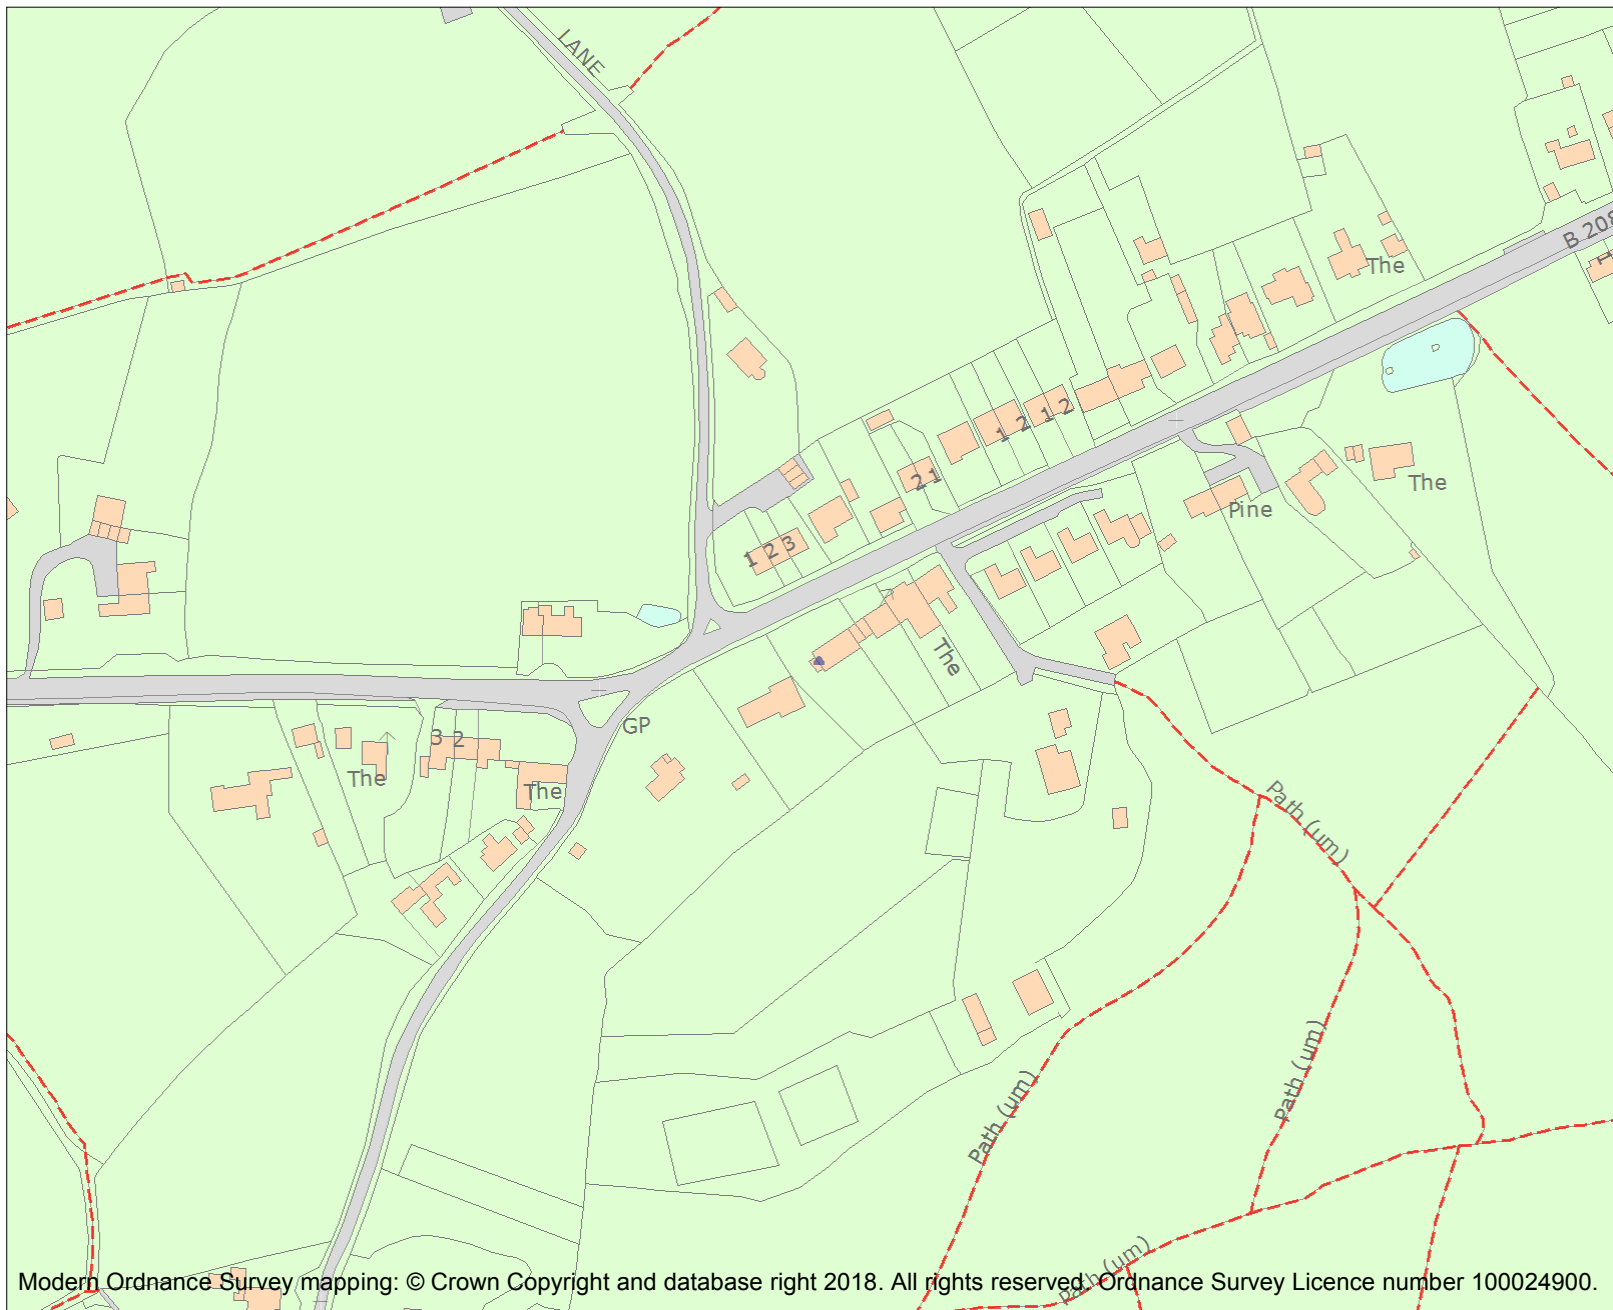 LANE
B 208
The
1 2
1 2
2 1
The
Pine
1 2 3
The
GP
3 2
The
The
Path (um)
Path (um)
Path (um)
Path (um)
Modern Ordnance Survey mapping: © Crown Copyright and database right 2018. All rights reserved. Ordnance Survey Licence number 100024900.